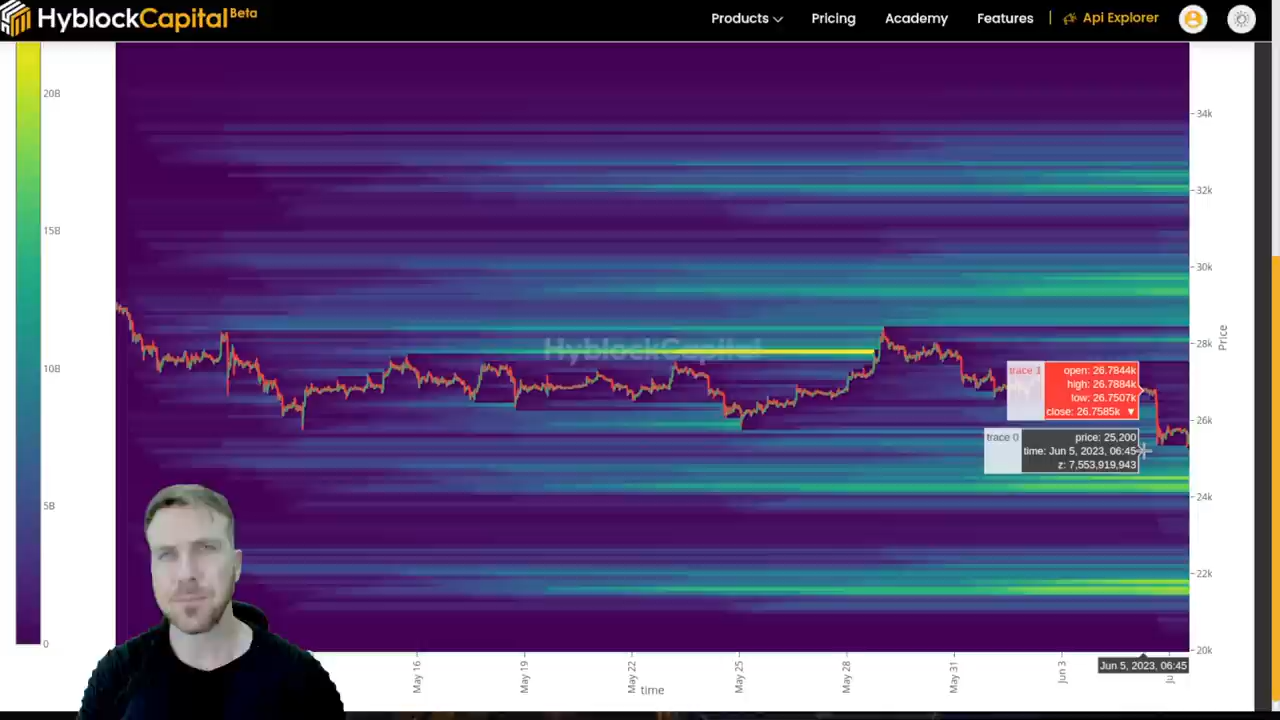 HyblockCapital Beta
Products
Pricing
Academy
Features
Api Explorer
20B
15B
10B
5B
0
34k
32k
30k
28k
26k
24k
22k
20k
Price
HyblockCapital
trace 1
open: 26.7844k
high: 26.7884k
low: 26.7507k
close: 26.7585k ▼
trace 0
price: 25,200
time: Jun 5, 2023, 06:45
z: 7,553,919,943
May 16
May 19
May 22
May 25
May 28
May 31
Jun 3
Ju
Jun 5, 2023, 06:45
time